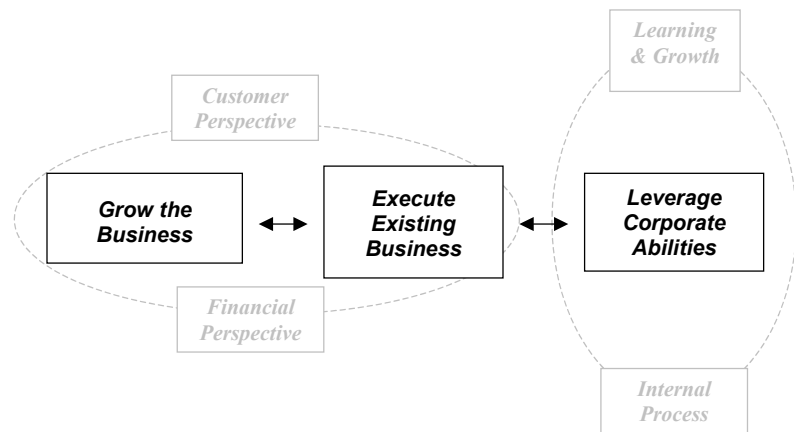 Learning
& Growth
Customer
Perspective
Grow the
Business
Execute
Existing
Business
Leverage
Corporate
Abilities
Financial
Perspective
Internal
Process